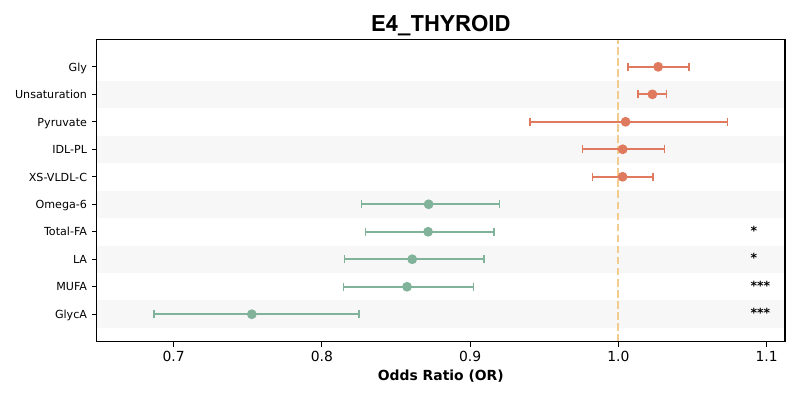 E4_THYROID
Gly
Unsaturation
Pyruvate
IDL-PL
XS-VLDL-C
Omega-6
Total-FA *
LA *
MUFA ***
GlycA ***
0.7 0.8 0.9 1.0 1.1
Odds Ratio (OR)